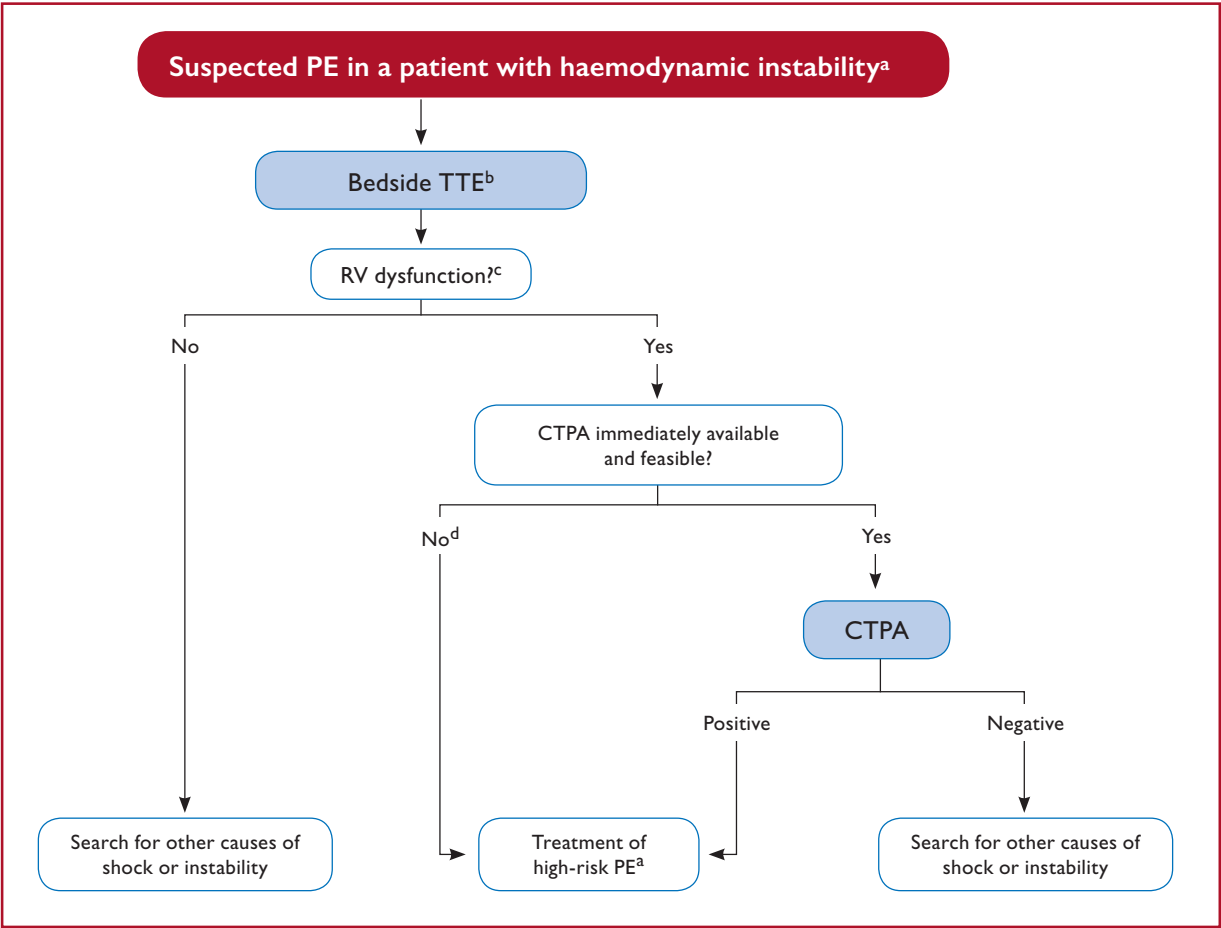 Suspected PE in a patient with haemodynamic instabilityᵃ
Bedside TTEᵇ
RV dysfunction?ᶜ
No
Yes
CTPA immediately available
and feasible?
Noᵈ
Yes
CTPA
Positive
Negative
Search for other causes of
shock or instability
Treatment of
high-risk PEᵃ
Search for other causes of
shock or instability